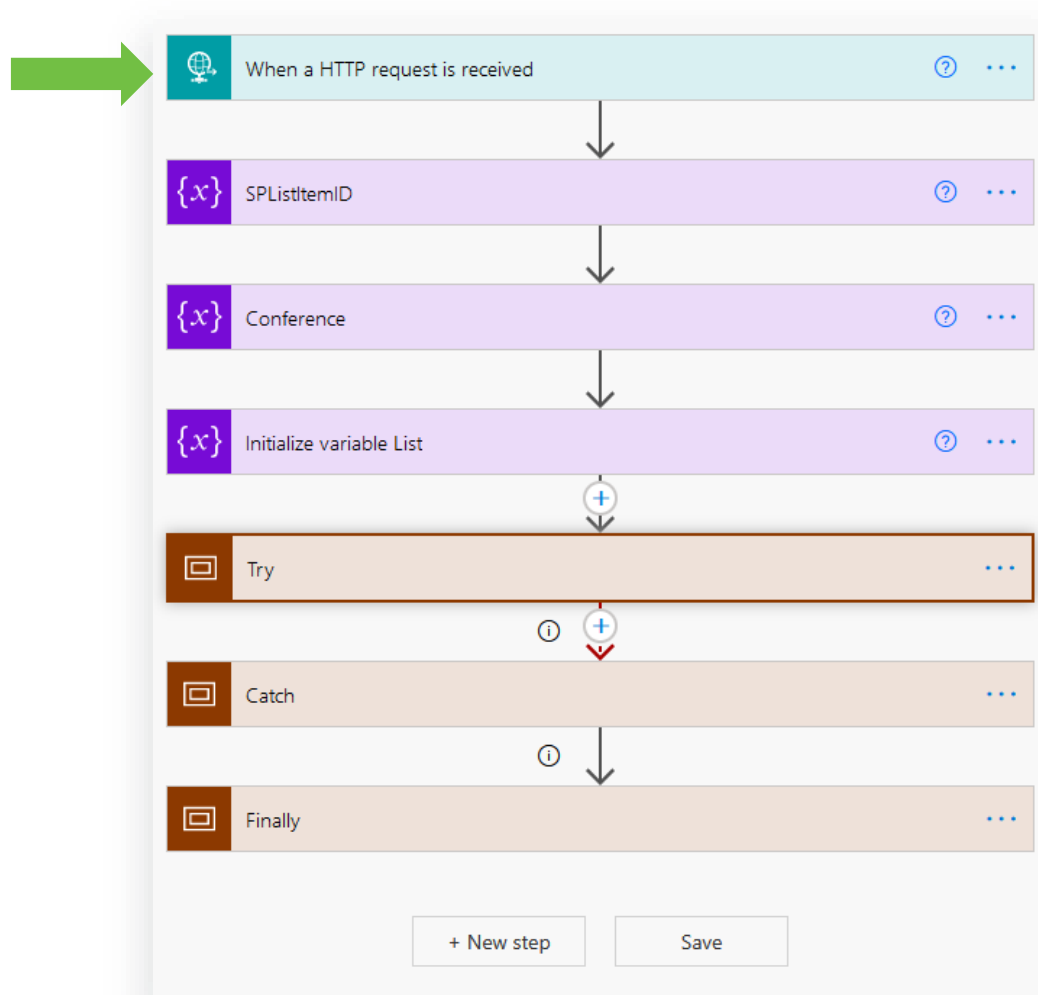 When a HTTP request is received
{x} SPListItemID
{x} Conference
{x} Initialize variable List
Try
Catch
Finally
+ New step
Save